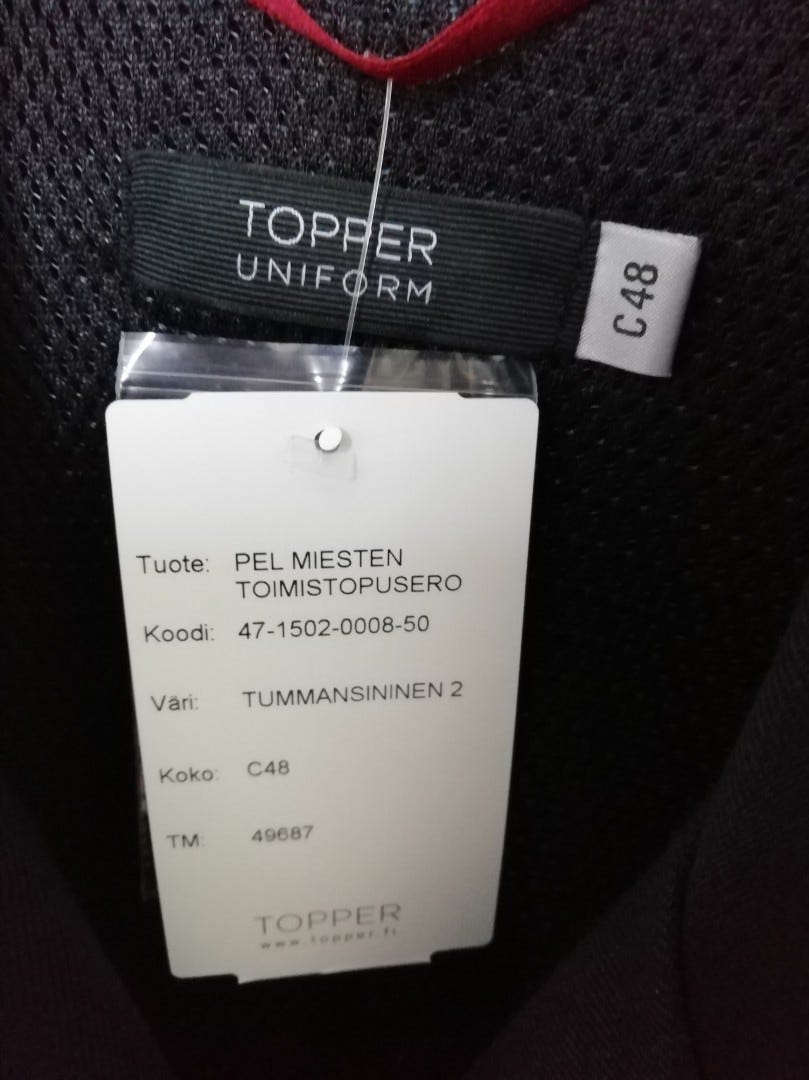 TOPPER
UNIFORM
C48
Tuote: PEL MIESTEN
TOIMISTOPUSERO
Koodi: 47-1502-0008-50
Väri: TUMMANSININEN 2
Koko: C48
TM: 49687
TOPPER
www.topper.fi